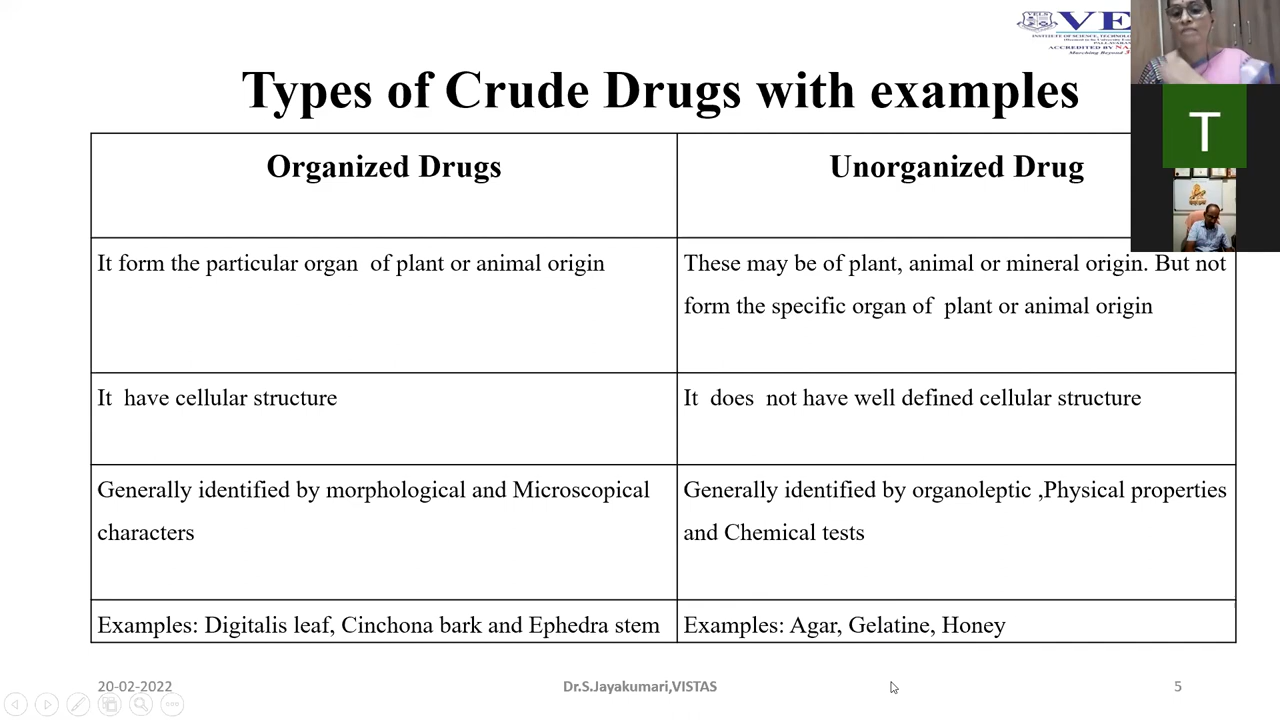 VE
ACCREDITED BY NA
Types of Crude Drugs with examples
Organized Drugs
Unorganized Drug
It form the particular organ of plant or animal origin
These may be of plant, animal or mineral origin. But not
form the specific organ of plant or animal origin
It have cellular structure
It does not have well defined cellular structure
Generally identified by morphological and Microscopical
characters
Generally identified by organoleptic ,Physical properties
and Chemical tests
Examples: Digitalis leaf, Cinchona bark and Ephedra stem
Examples: Agar, Gelatine, Honey
T
20-02-2022
Dr.S.Jayakumari,VISTAS
5